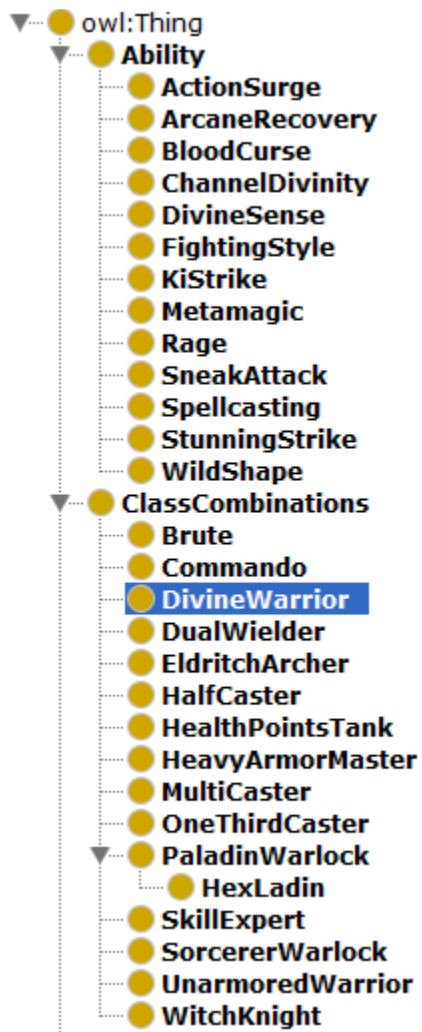 owl:Thing
Ability
ActionSurge
ArcaneRecovery
BloodCurse
ChannelDivinity
DivineSense
FightingStyle
KiStrike
Metamagic
Rage
SneakAttack
Spellcasting
StunningStrike
WildShape
ClassCombinations
Brute
Commando
DivineWarrior
DualWielder
EldritchArcher
HalfCaster
HealthPointsTank
HeavyArmorMaster
MultiCaster
OneThirdCaster
PaladinWarlock
HexLadin
SkillExpert
SorcererWarlock
UnarmoredWarrior
WitchKnight